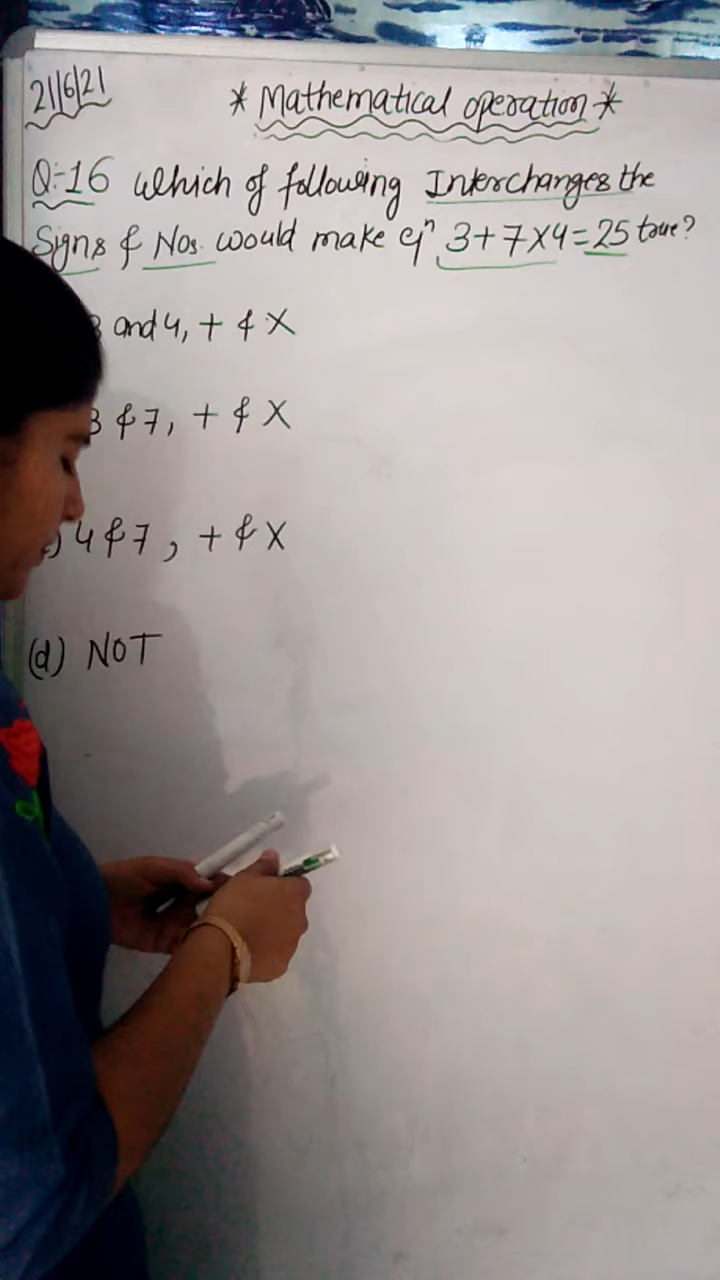 21/6/21
* Mathematical operation *
Q:-16 which of following Interchanges the
Signs & Nos. would make eqⁿ 3+7×4=25 true?
3 and 4, + & ×
3 & 7, + & ×
) 4 & 7, + & ×
(d) NOT